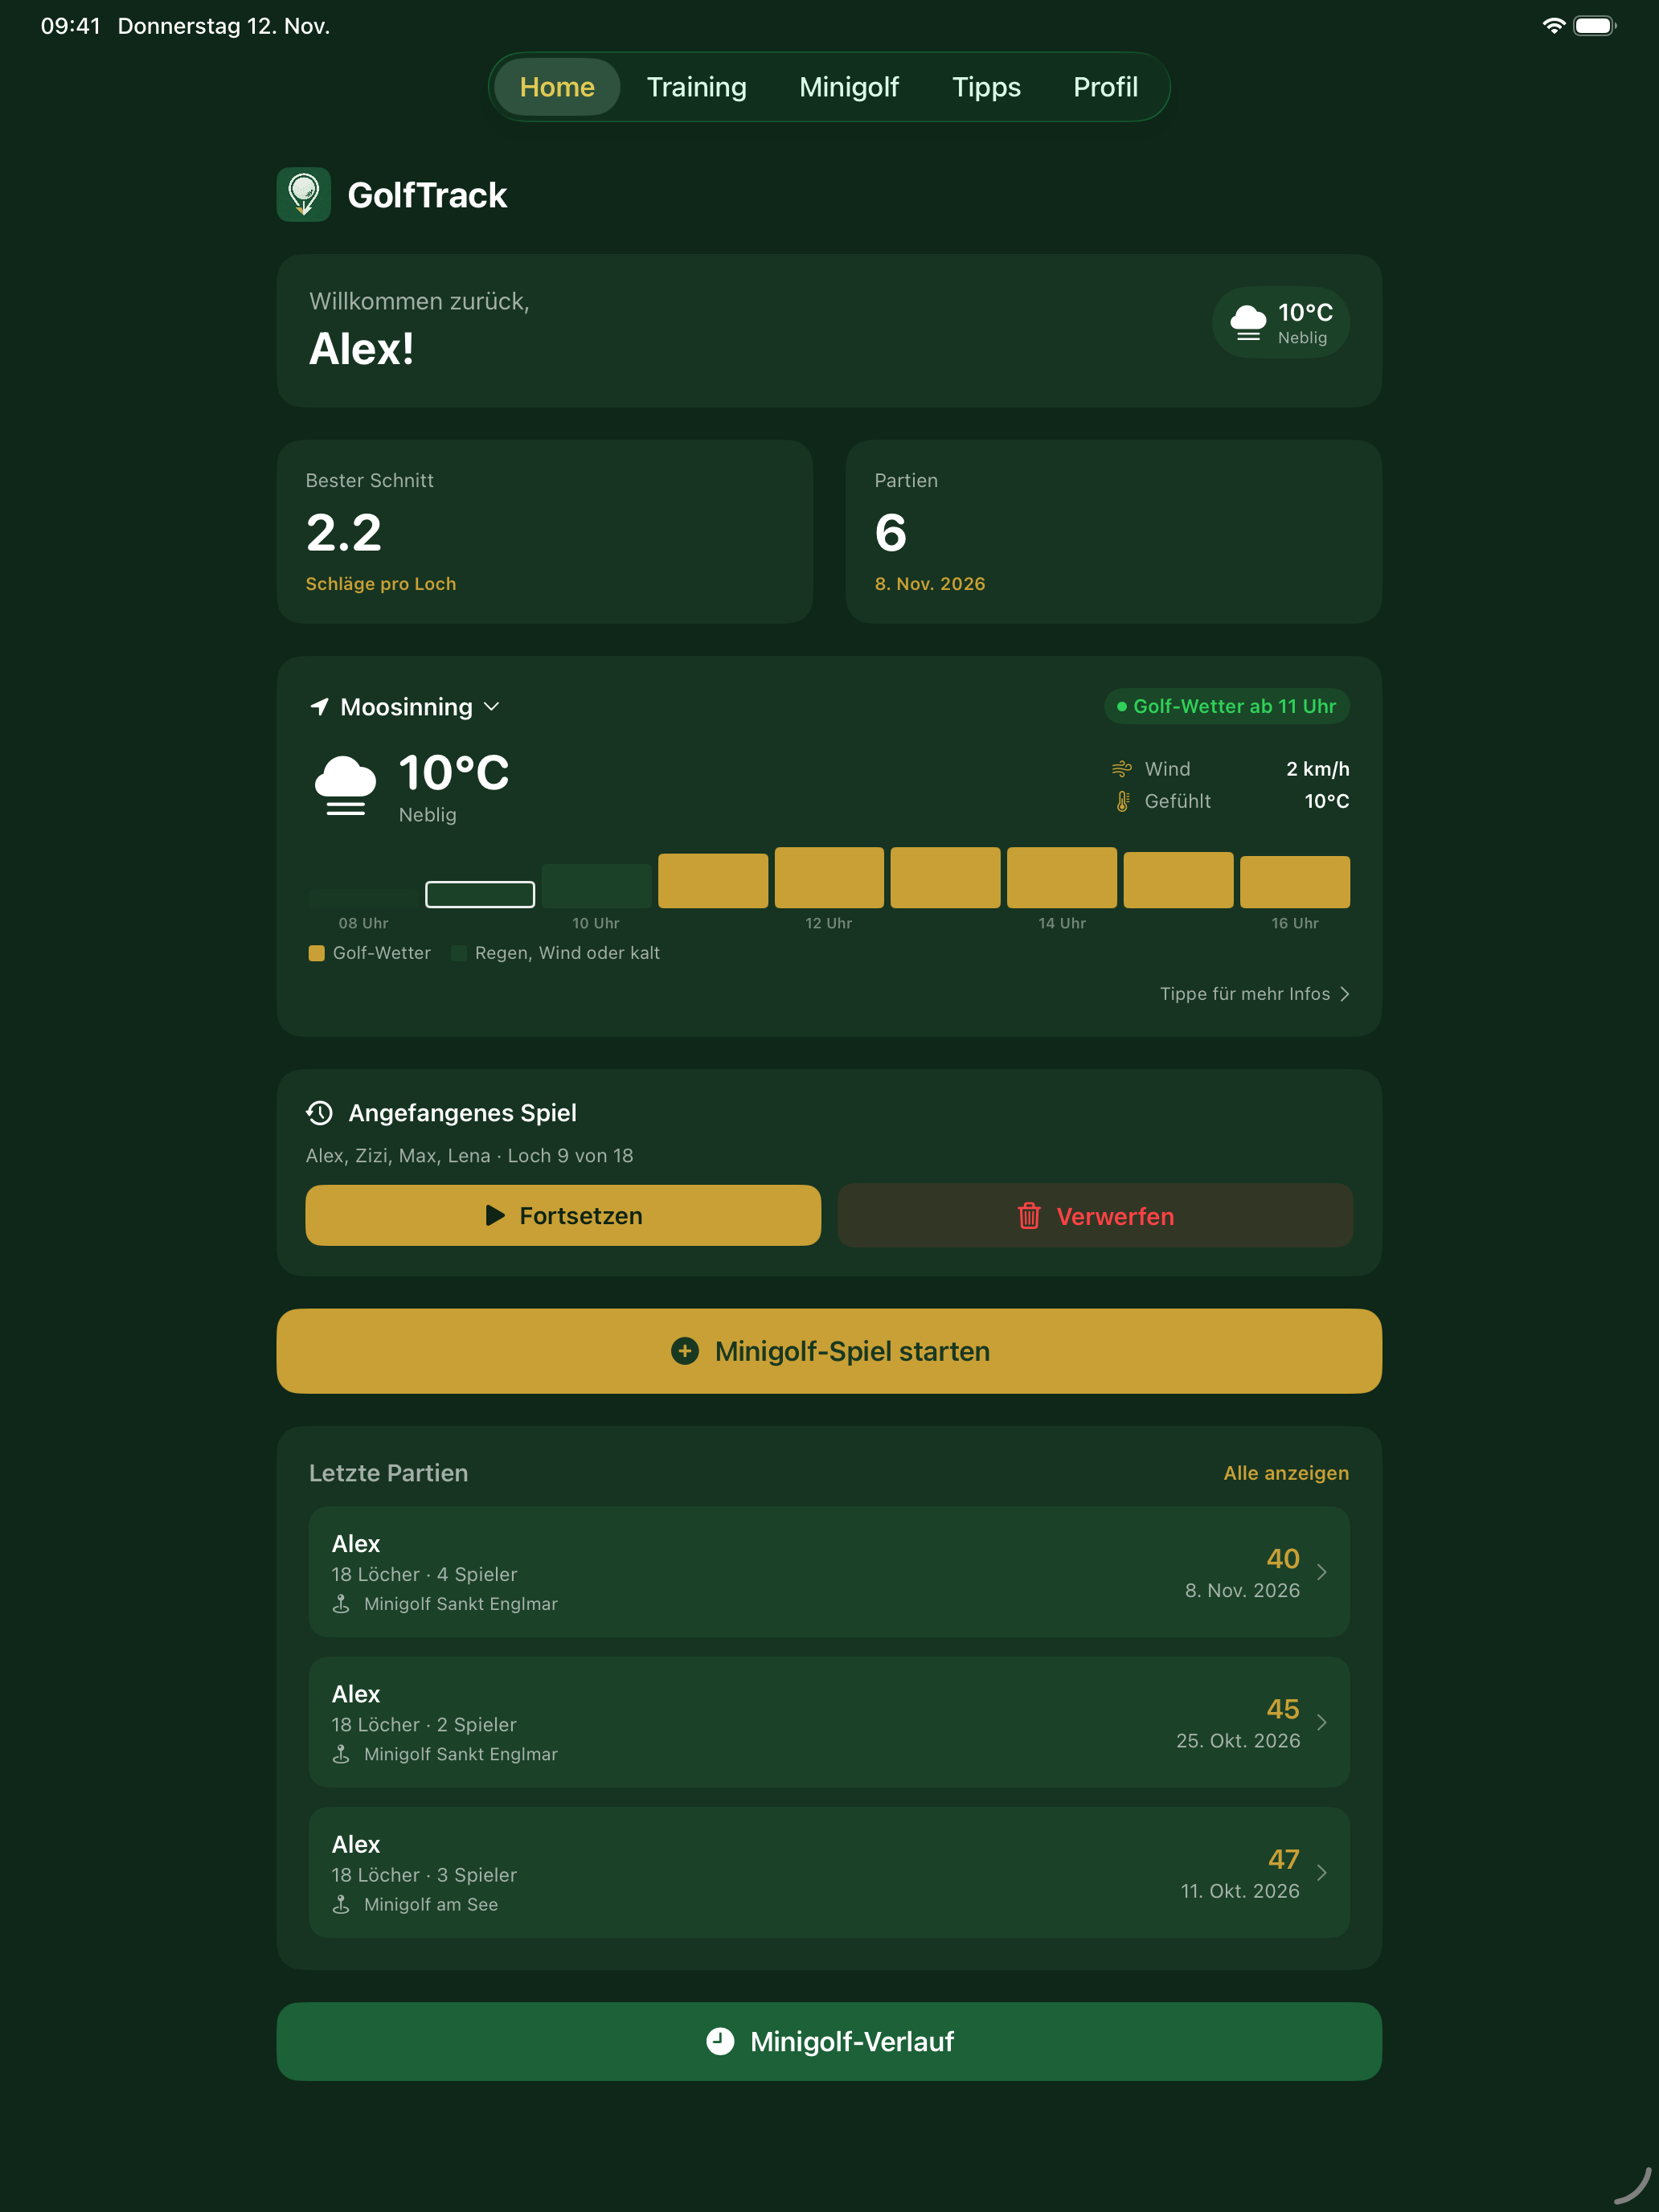 09:41 Donnerstag 12. Nov.
Home Training Minigolf Tipps Profil
GolfTrack
Willkommen zurück,
Alex!
10°C
Neblig
Bester Schnitt
2.2
Schläge pro Loch
Partien
6
8. Nov. 2026
Moosinning
Golf-Wetter ab 11 Uhr
10°C
Neblig
Wind 2 km/h
Gefühlt 10°C
08 Uhr 10 Uhr 12 Uhr 14 Uhr 16 Uhr
Golf-Wetter Regen, Wind oder kalt
Tippe für mehr Infos
Angefangenes Spiel
Alex, Zizi, Max, Lena · Loch 9 von 18
Fortsetzen Verwerfen
Minigolf-Spiel starten
Letzte Partien Alle anzeigen
Alex
18 Löcher · 4 Spieler
Minigolf Sankt Englmar
40
8. Nov. 2026
Alex
18 Löcher · 2 Spieler
Minigolf Sankt Englmar
45
25. Okt. 2026
Alex
18 Löcher · 3 Spieler
Minigolf am See
47
11. Okt. 2026
Minigolf-Verlauf